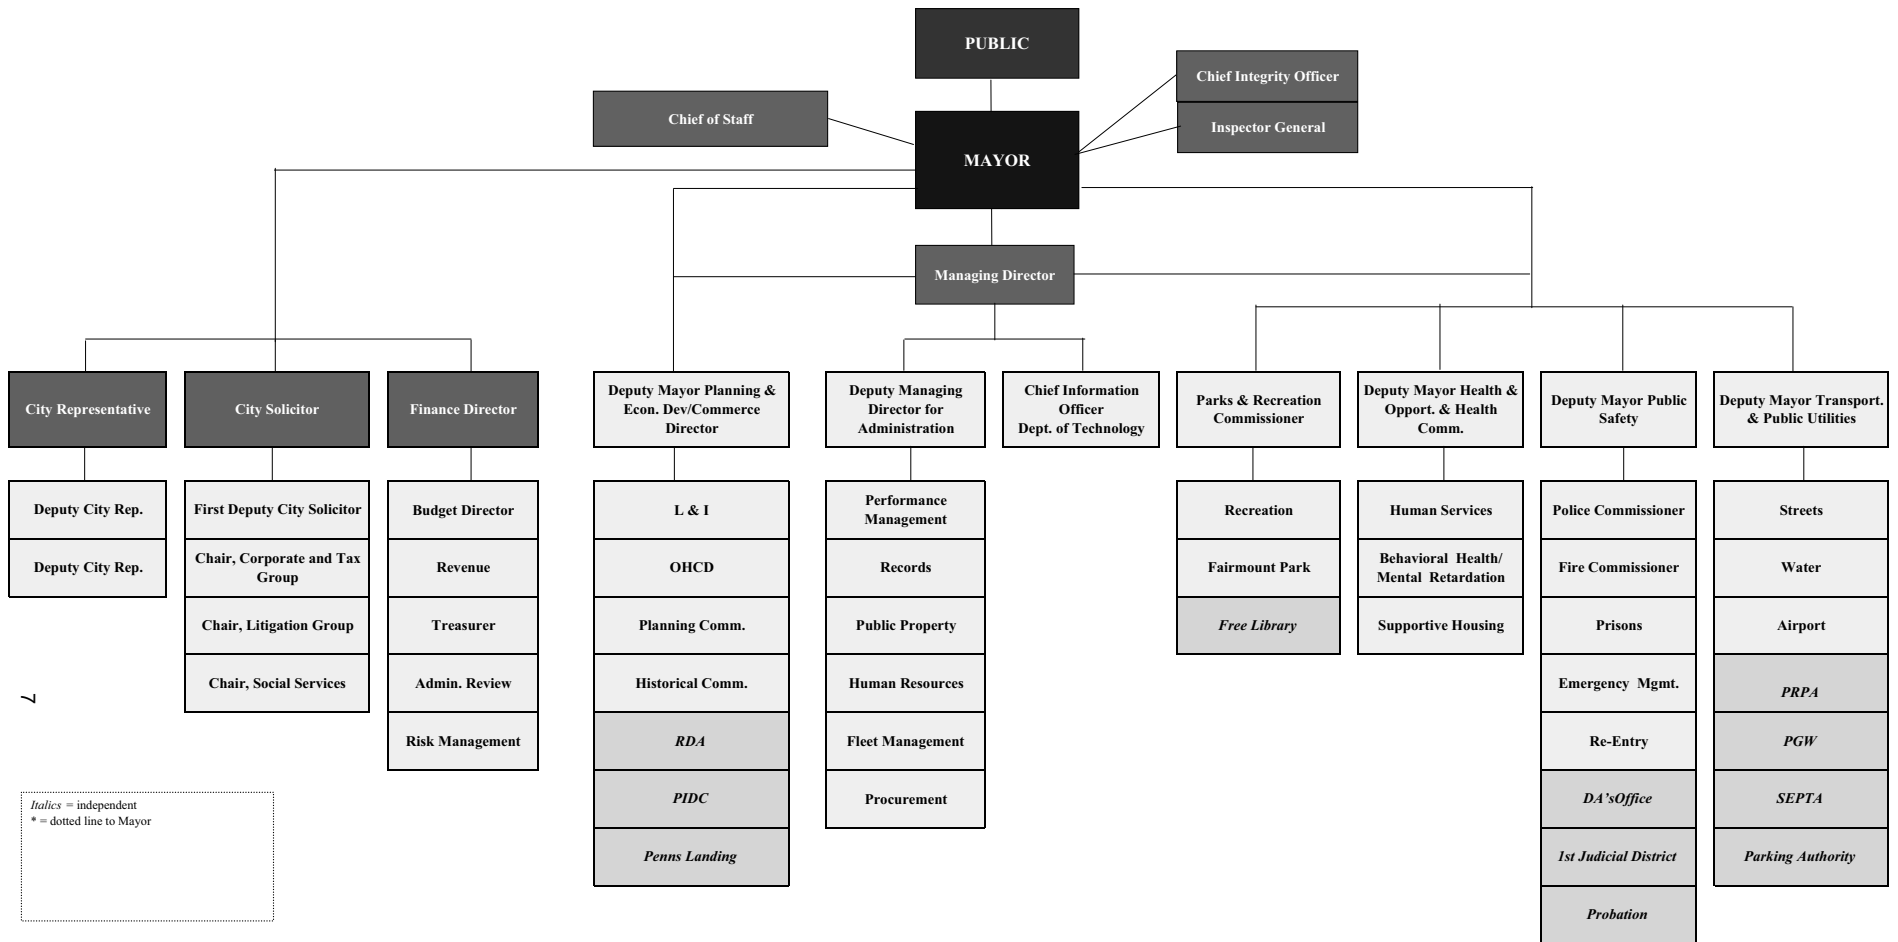 PUBLIC
Chief Integrity Officer
Chief of Staff
Inspector General
MAYOR
Managing Director
City Representative
City Solicitor
Finance Director
Deputy Mayor Planning &
Econ. Dev/Commerce
Director
Deputy Managing
Director for
Administration
Chief Information
Officer
Dept. of Technology
Parks & Recreation
Commissioner
Deputy Mayor Health &
Opport. & Health
Comm.
Deputy Mayor Public
Safety
Deputy Mayor Transport.
& Public Utilities
Deputy City Rep.
Deputy City Rep.
First Deputy City Solicitor
Chair, Corporate and Tax
Group
Chair, Litigation Group
Chair, Social Services
Budget Director
Revenue
Treasurer
Admin. Review
Risk Management
L & I
OHCD
Planning Comm.
Historical Comm.
RDA
PIDC
Penns Landing
Performance
Management
Records
Public Property
Human Resources
Fleet Management
Procurement
Recreation
Fairmount Park
Free Library
Human Services
Behavioral Health/
Mental Retardation
Supportive Housing
Police Commissioner
Fire Commissioner
Prisons
Emergency Mgmt.
Re-Entry
DA'sOffice
1st Judicial District
Probation
Streets
Water
Airport
PRPA
PGW
SEPTA
Parking Authority
7
Italics = independent
* = dotted line to Mayor